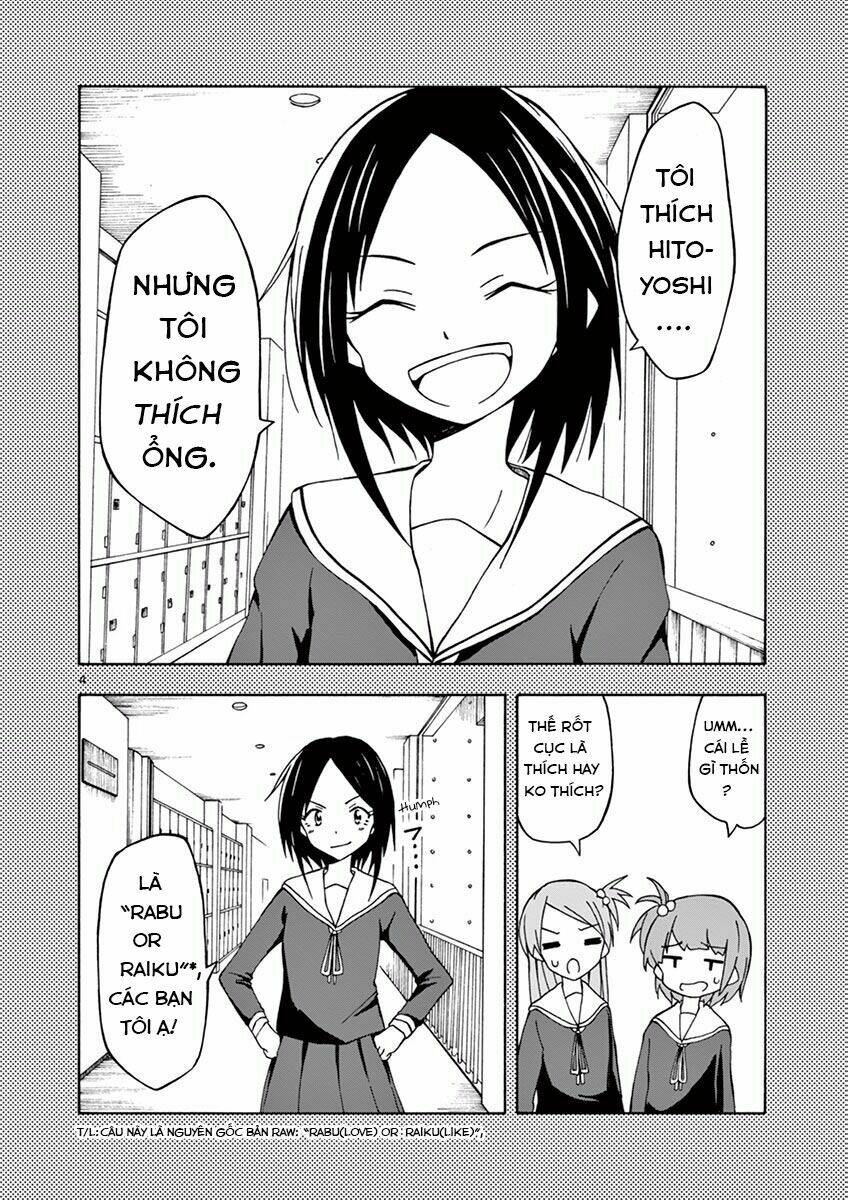 TÔI
THÍCH
HITO-
YOSHI
....
NHƯNG
TÔI
KHÔNG
THÍCH
ỔNG.
4
UMM...
CÁI LỀ
GÌ THỐN
?
THẾ RỐT
CỤC LÀ
THÍCH HAY
KO THÍCH?
Humph
LÀ
"RABU
OR
RAIKU"*,
CÁC BẠN
TÔI Ạ!
T/L: CÂU NÀY LÀ NGUYÊN GỐC BẢN RAW: "RABU(LOVE) OR RAIKU(LIKE)",